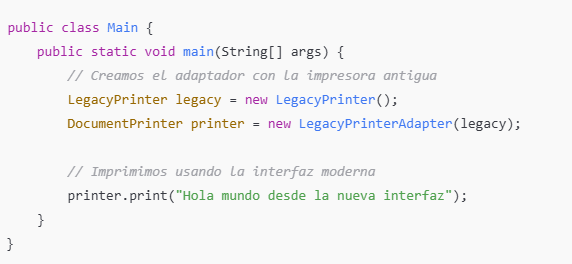 public class Main {
    public static void main(String[] args) {
        // Creamos el adaptador con la impresora antigua
        LegacyPrinter legacy = new LegacyPrinter();
        DocumentPrinter printer = new LegacyPrinterAdapter(legacy);

        // Imprimimos usando la interfaz moderna
        printer.print("Hola mundo desde la nueva interfaz");
    }
}